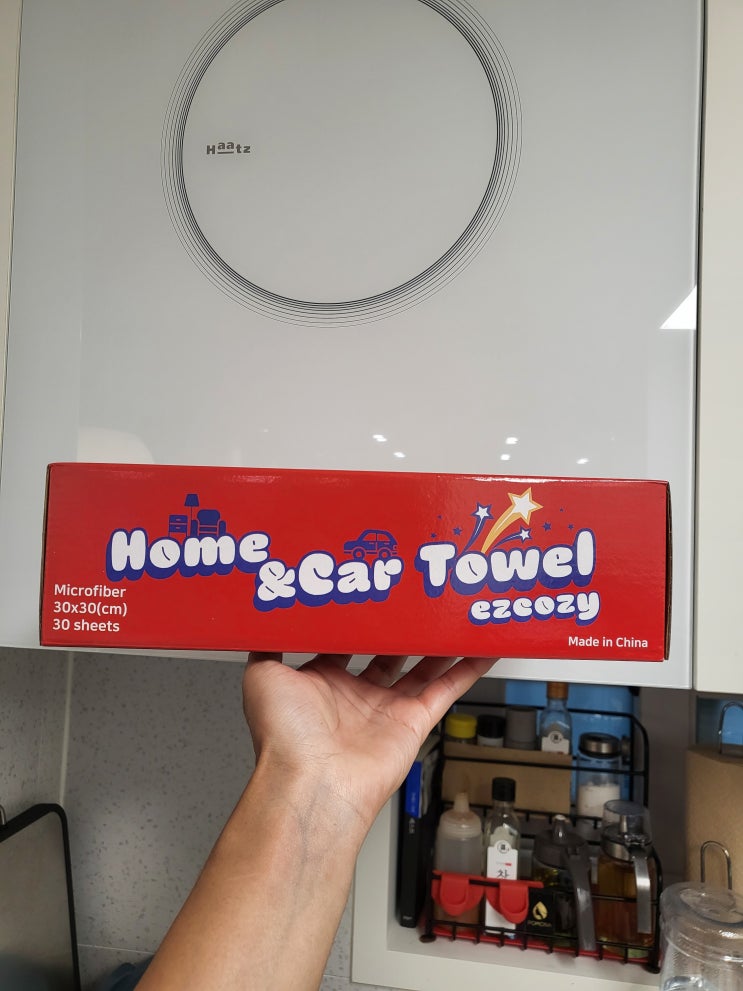 Haatz
Home
&Car
Towel
ezcozy
Microfiber
30x30(cm)
30 sheets
Made in China